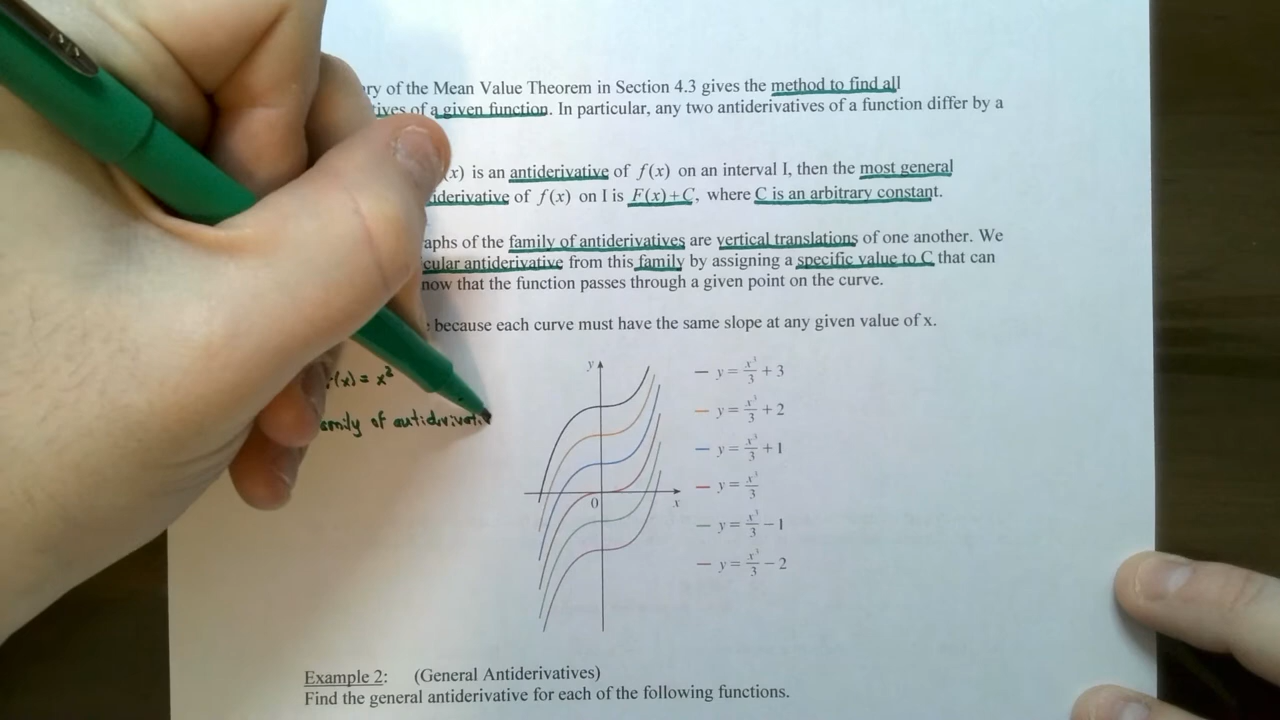 ry of the Mean Value Theorem in Section 4.3 gives the method to find all
ives of a given function. In particular, any two antiderivatives of a function differ by a
(x) is an antiderivative of f(x) on an interval I, then the most general
iderivative of f(x) on I is F(x)+C, where C is an arbitrary constant.
aphs of the family of antiderivatives are vertical translations of one another. We
cular antiderivative from this family by assigning a specific value to C that can
now that the function passes through a given point on the curve.
because each curve must have the same slope at any given value of x.
(x) = x²
amily of antiderivati
y
0
x
y = x³/3 + 3
y = x³/3 + 2
y = x³/3 + 1
y = x³/3
y = x³/3 − 1
y = x³/3 − 2
Example 2: (General Antiderivatives)
Find the general antiderivative for each of the following functions.